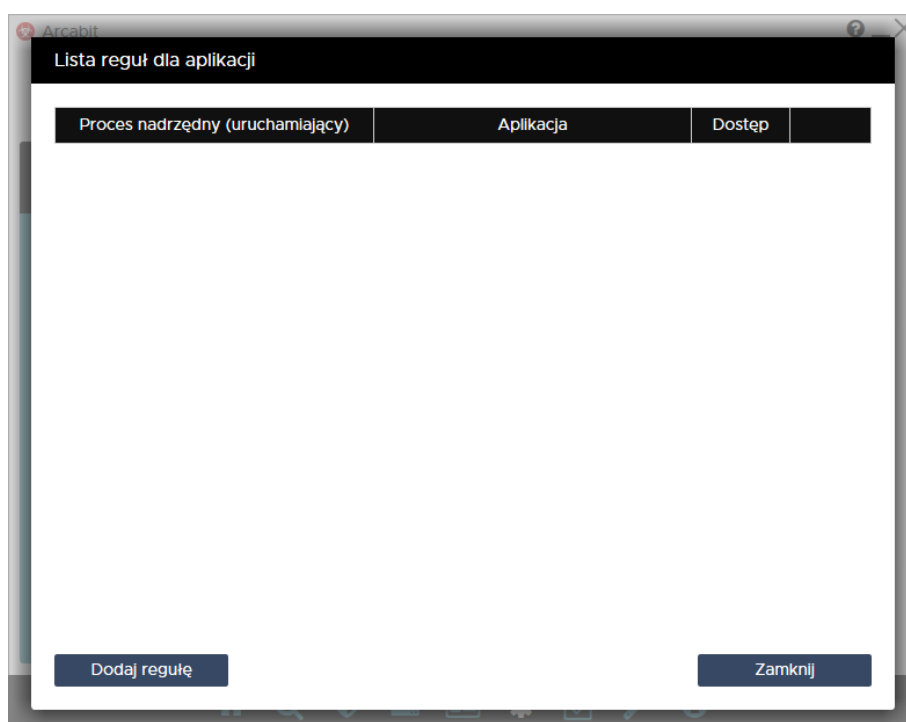 Arcabit
Lista reguł dla aplikacji
Proces nadrzędny (uruchamiający) Aplikacja Dostęp
Dodaj regułę Zamknij